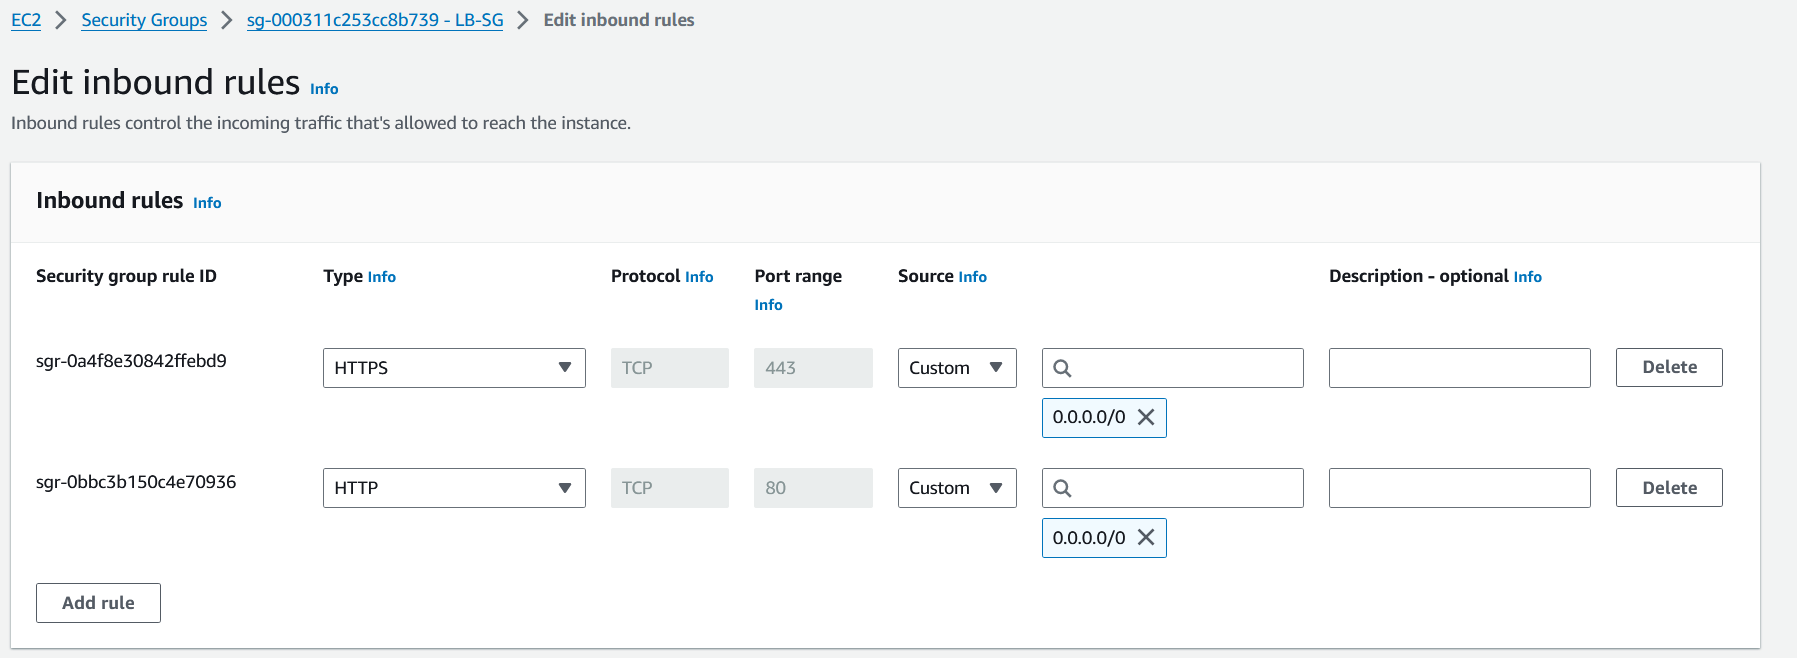 EC2 > Security Groups > sg-000311c253cc8b739 - LB-SG > Edit inbound rules
Edit inbound rules Info
Inbound rules control the incoming traffic that's allowed to reach the instance.
Inbound rules Info
Security group rule ID Type Info Protocol Info Port range Source Info Description - optional Info
Info
sgr-0a4f8e30842ffebd9 HTTPS TCP 443 Custom Delete
0.0.0.0/0
sgr-0bbc3b150c4e70936 HTTP TCP 80 Custom Delete
0.0.0.0/0
Add rule